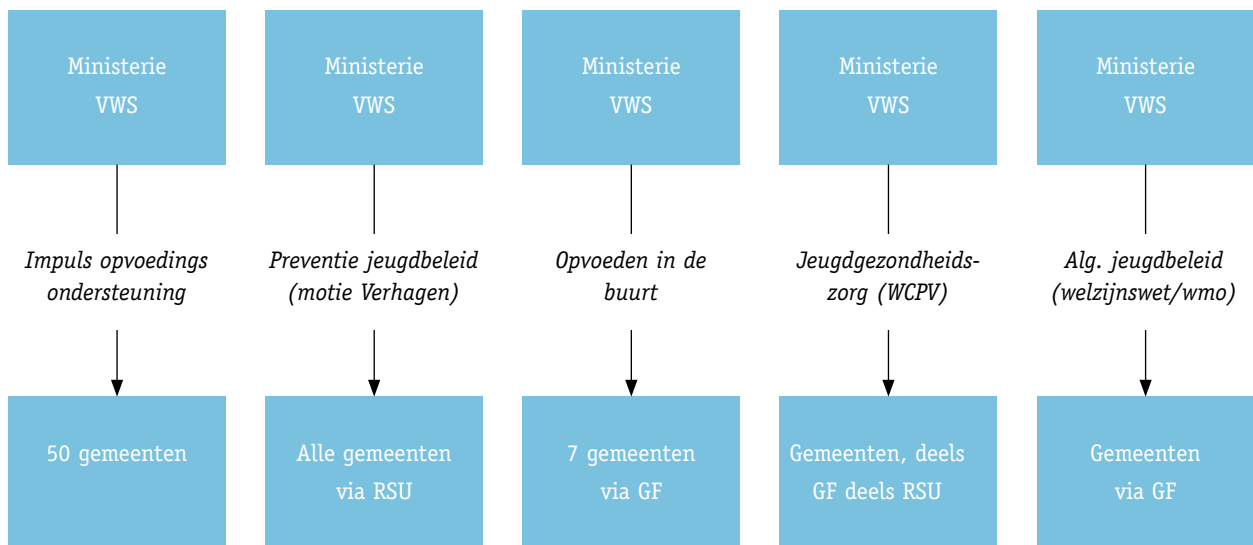 Ministerie
VWS
Ministerie
VWS
Ministerie
VWS
Ministerie
VWS
Ministerie
VWS
Impuls opvoedings
ondersteuning
Preventie jeugdbeleid
(motie Verhagen)
Opvoeden in de
buurt
Jeugdgezondheids-
zorg (WCPV)
Alg. jeugdbeleid
(welzijnswet/wmo)
50 gemeenten
Alle gemeenten
via RSU
7 gemeenten
via GF
Gemeenten, deels
GF deels RSU
Gemeenten
via GF